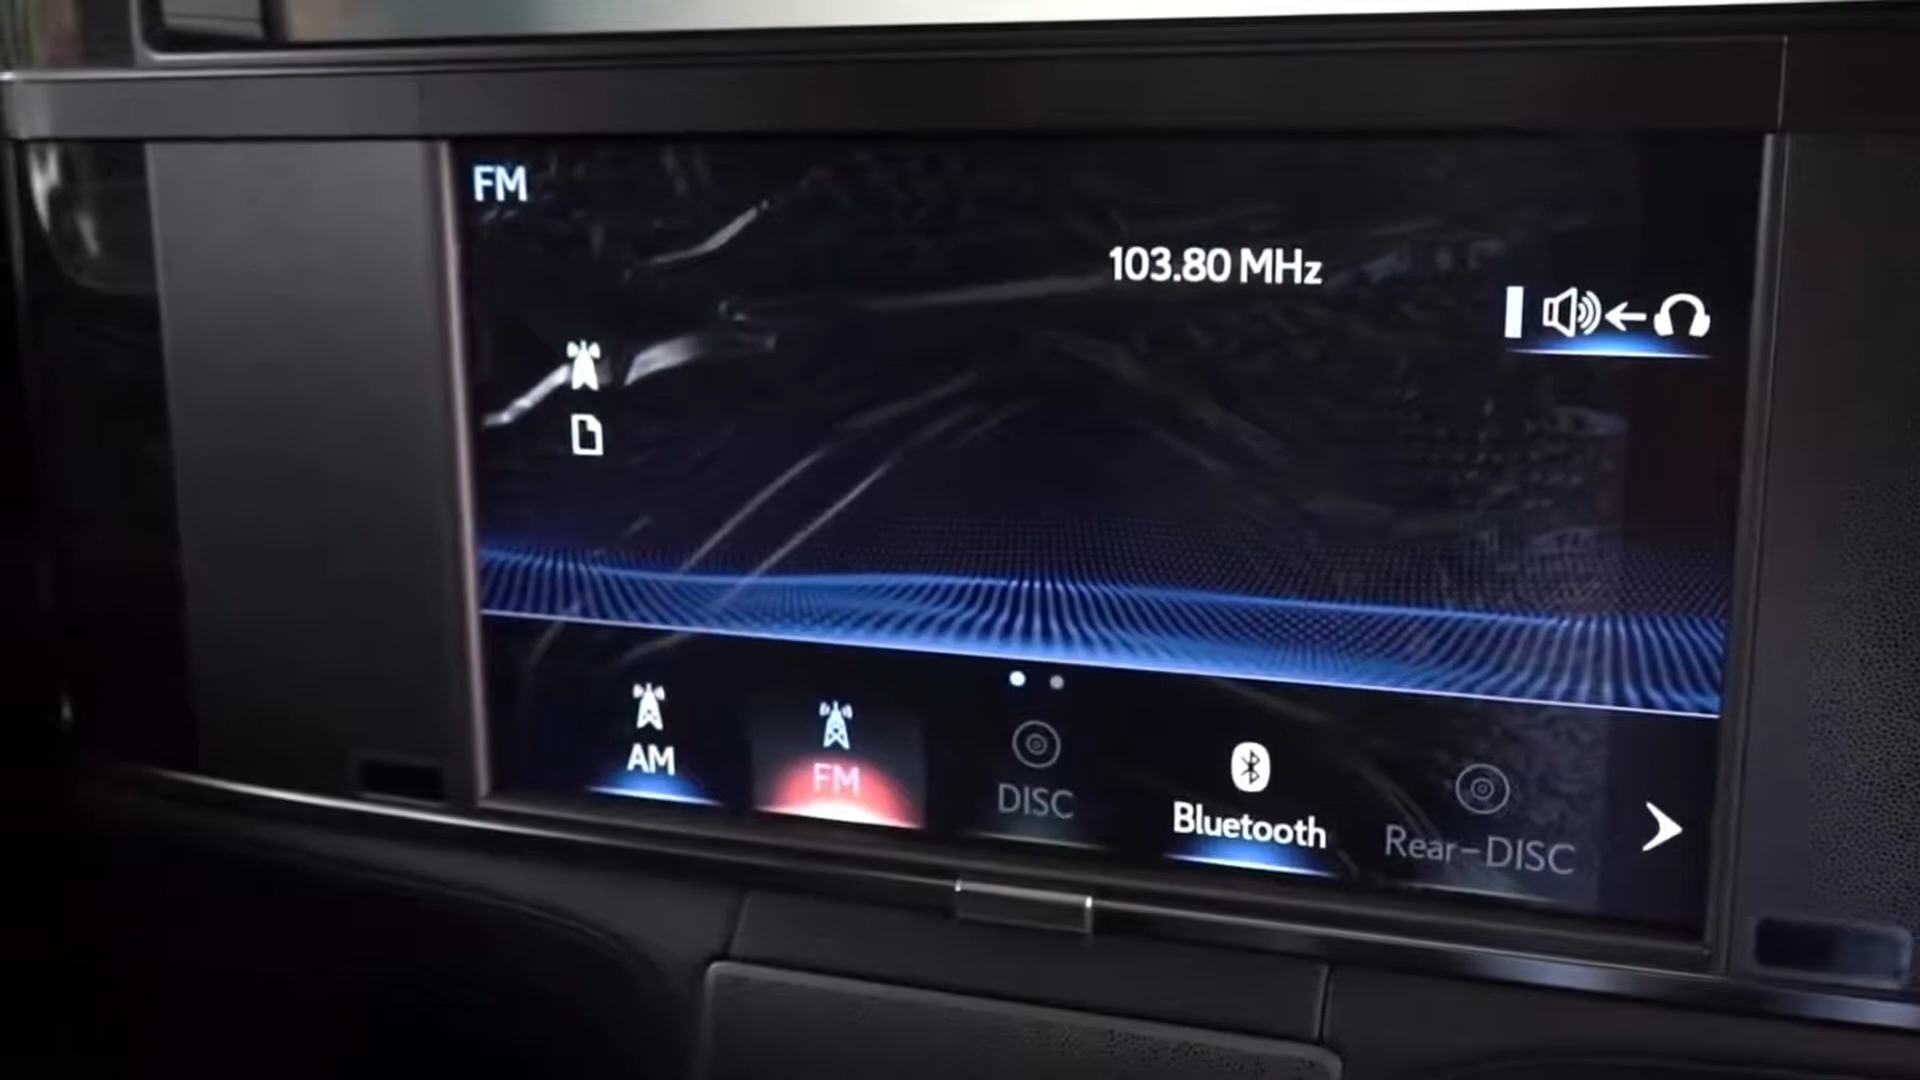 FM
103.80 MHz
AM
FM
DISC
Bluetooth
Rear-DISC